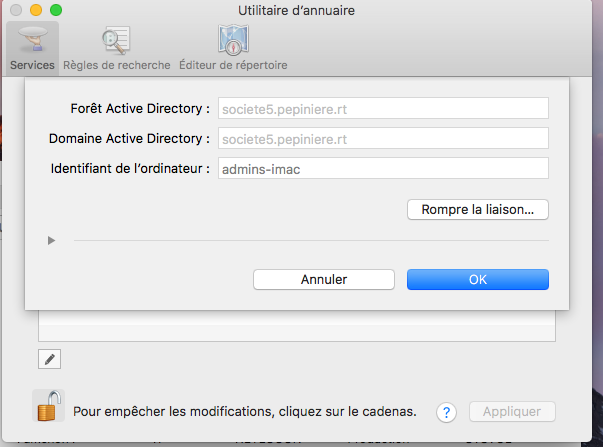 Utilitaire d'annuaire
Services Règles de recherche Éditeur de répertoire
Forêt Active Directory : societe5.pepiniere.rt
Domaine Active Directory : societe5.pepiniere.rt
Identifiant de l'ordinateur : admins-imac
Rompre la liaison...
Annuler OK
Pour empêcher les modifications, cliquez sur le cadenas. ? Appliquer